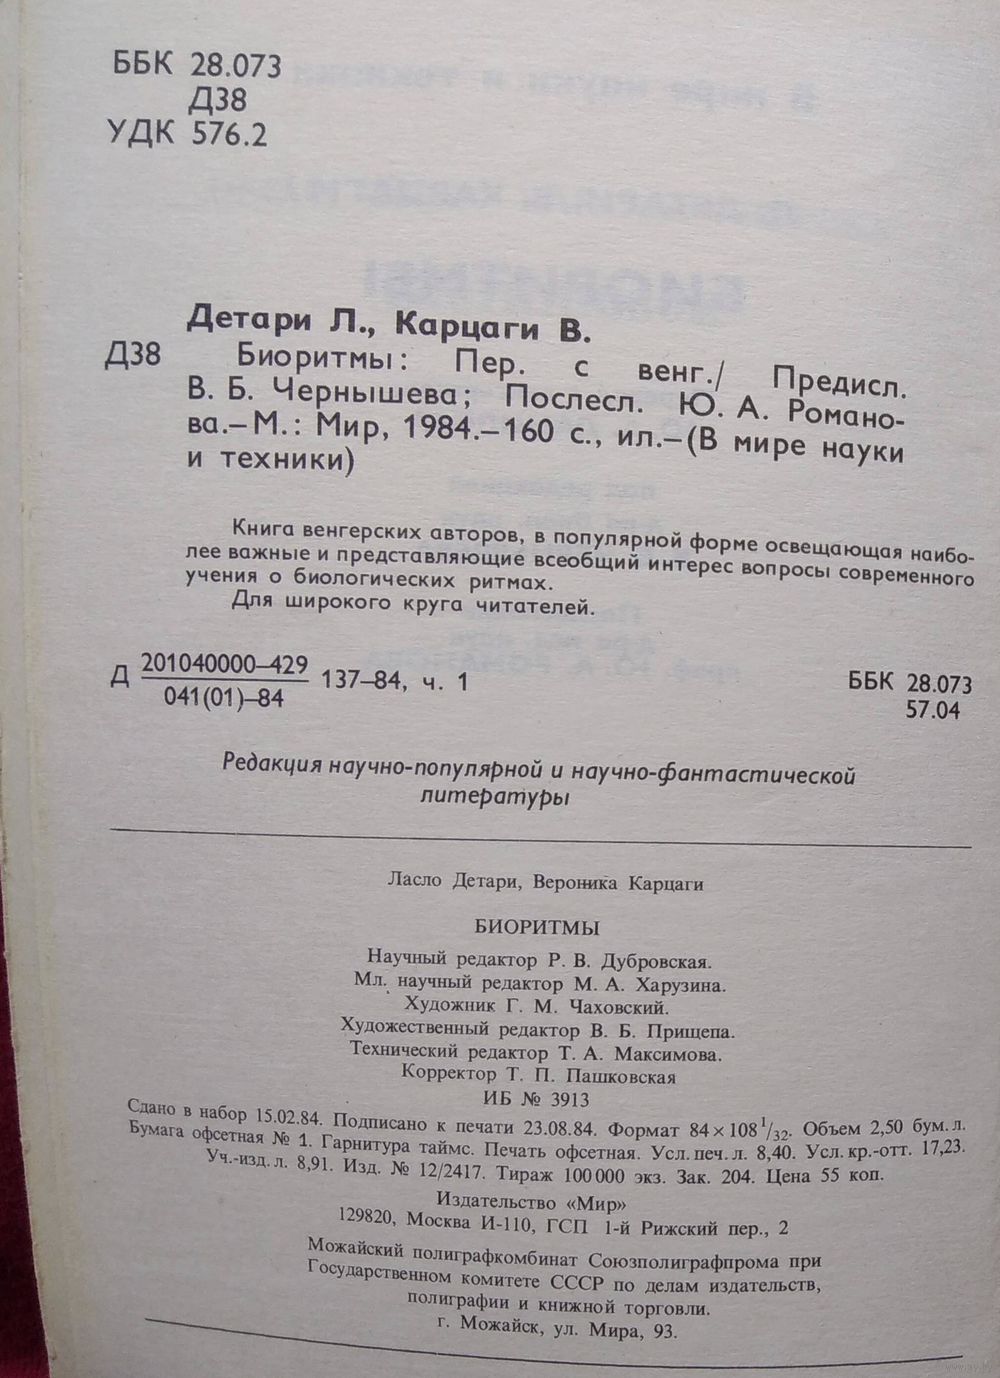 ББК 28.073
Д38
УДК 576.2
Детари Л., Карцаги В.
Д38 Биоритмы: Пер. с венг./ Предисл.
В. Б. Чернышева; Послесл. Ю. А. Романо-
ва.–М.: Мир, 1984.–160 с., ил.–(В мире науки
и техники)
Книга венгерских авторов, в популярной форме освещающая наибо-
лее важные и представляющие всеобщий интерес вопросы современного
учения о биологических ритмах.
Для широкого круга читателей.
Д 201040000–429 / 041(01)–84 137–84, ч. 1
ББК 28.073
57.04
Редакция научно-популярной и научно-фантастической
литературы
Ласло Детари, Вероника Карцаги
БИОРИТМЫ
Научный редактор Р. В. Дубровская.
Мл. научный редактор М. А. Харузина.
Художник Г. М. Чаховский.
Художественный редактор В. Б. Прищепа.
Технический редактор Т. А. Максимова.
Корректор Т. П. Пашковская
ИБ № 3913
Сдано в набор 15.02.84. Подписано к печати 23.08.84. Формат 84×108 1/32. Объем 2,50 бум. л.
Бумага офсетная № 1. Гарнитура таймс. Печать офсетная. Усл. печ. л. 8,40. Усл. кр.-отт. 17,23.
Уч.-изд. л. 8,91. Изд. № 12/2417. Тираж 100 000 экз. Зак. 204. Цена 55 коп.
Издательство «Мир»
129820, Москва И-110, ГСП 1-й Рижский пер., 2
Можайский полиграфкомбинат Союзполиграфпрома при
Государственном комитете СССР по делам издательств,
полиграфии и книжной торговли.
г. Можайск, ул. Мира, 93.